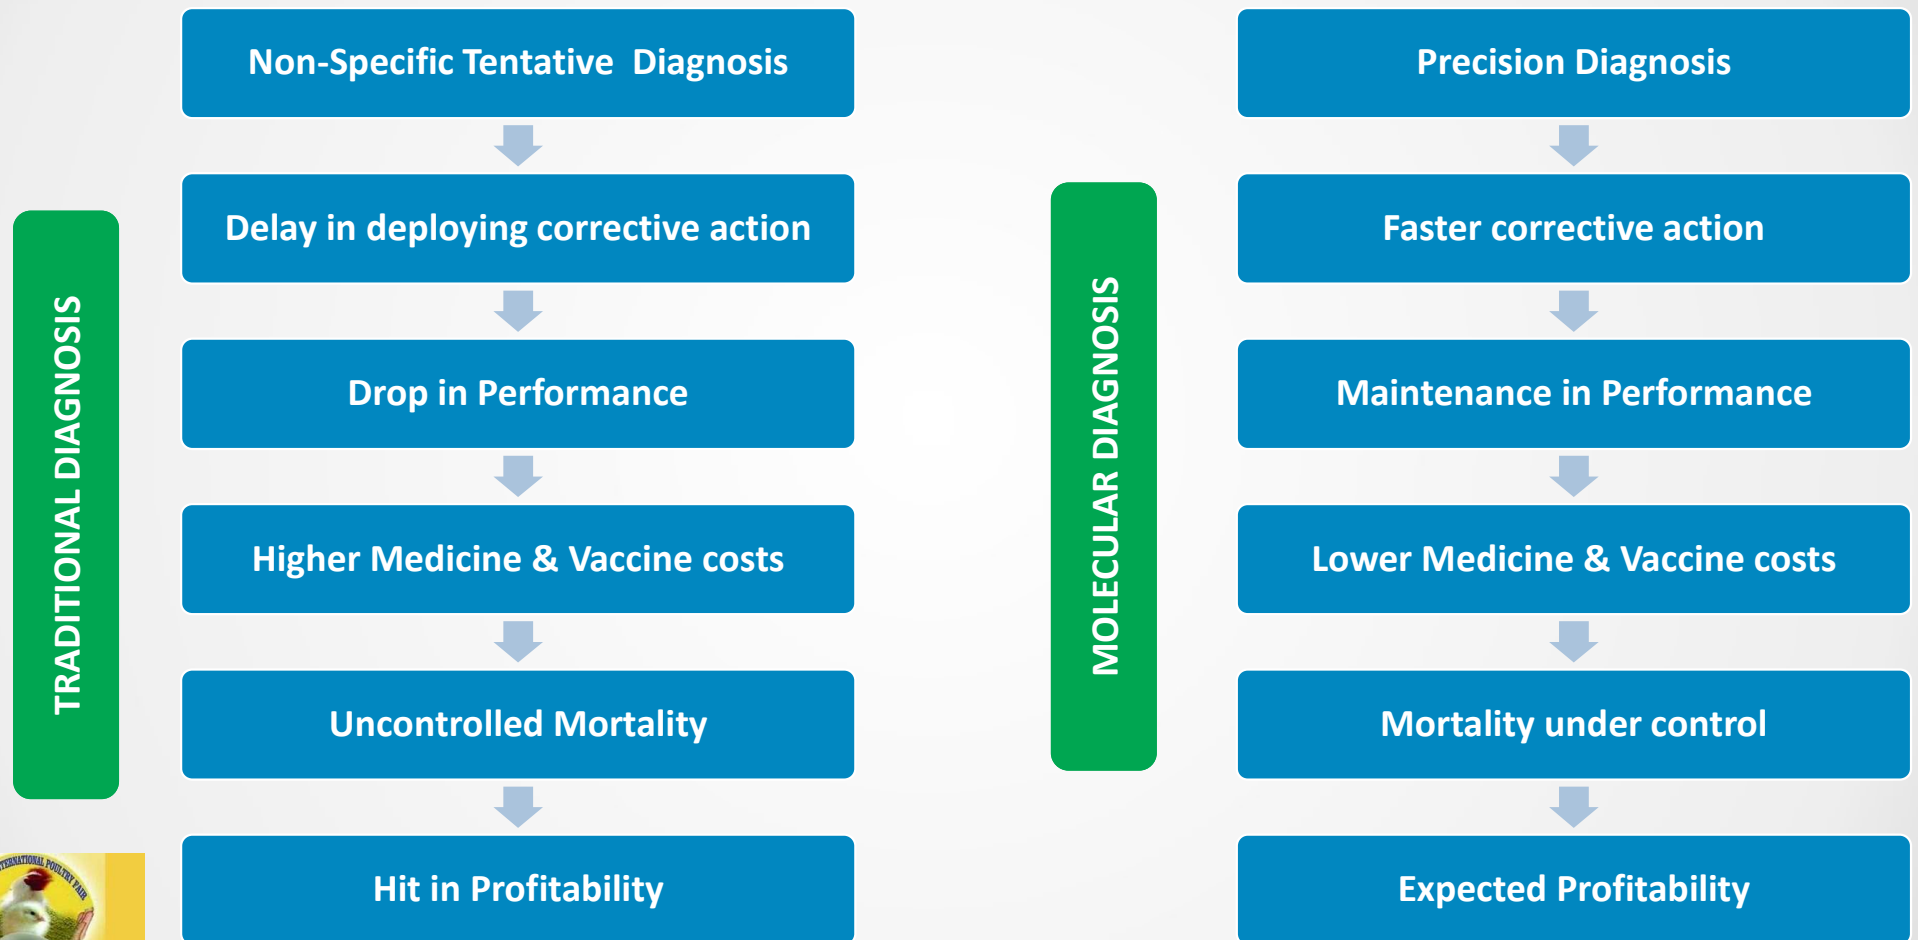 TRADITIONAL DIAGNOSIS
Non-Specific Tentative Diagnosis
Delay in deploying corrective action
Drop in Performance
Higher Medicine & Vaccine costs
Uncontrolled Mortality
Hit in Profitability
MOLECULAR DIAGNOSIS
Precision Diagnosis
Faster corrective action
Maintenance in Performance
Lower Medicine & Vaccine costs
Mortality under control
Expected Profitability
POULTRY FAIR